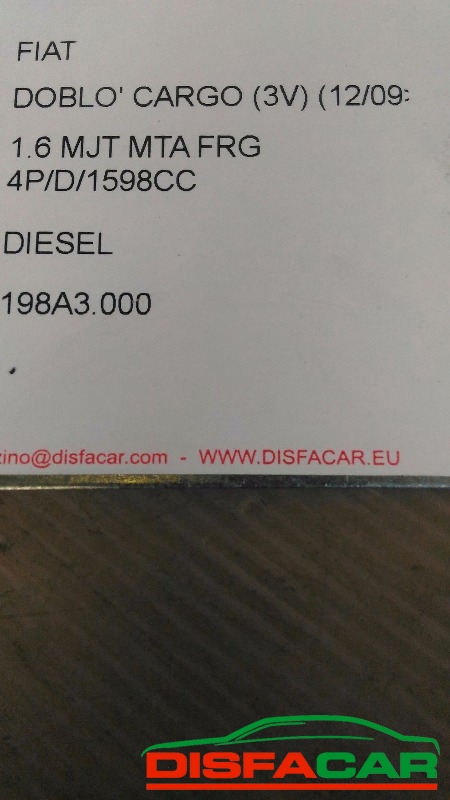 FIAT
DOBLO' CARGO (3V) (12/09
1.6 MJT MTA FRG
4P/D/1598CC
DIESEL
198A3.000
zino@disfacar.com - WWW.DISFACAR.EU
DISFACAR